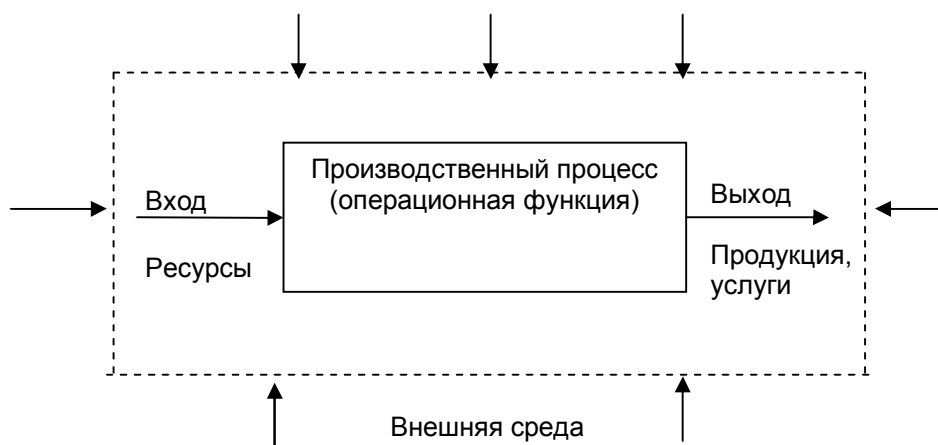 Производственный процесс
(операционная функция)
Вход
Ресурсы
Выход
Продукция,
услуги
Внешняя среда